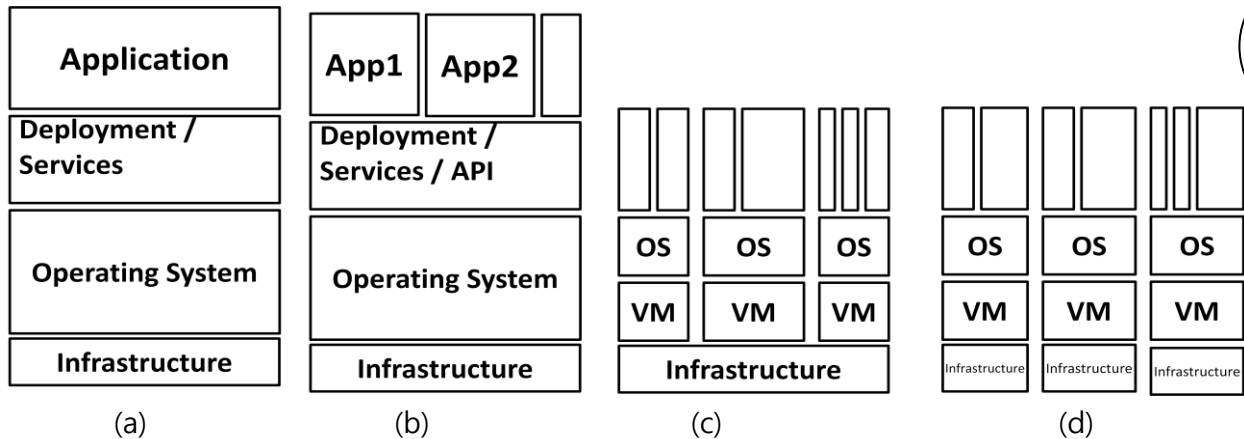 Application
Deployment /
Services
Operating System
Infrastructure
(a)
App1 App2
Deployment /
Services / API
Operating System
Infrastructure
(b)
OS OS OS
VM VM VM
Infrastructure
(c)
OS OS OS
VM VM VM
Infrastructure Infrastructure Infrastructure
(d)